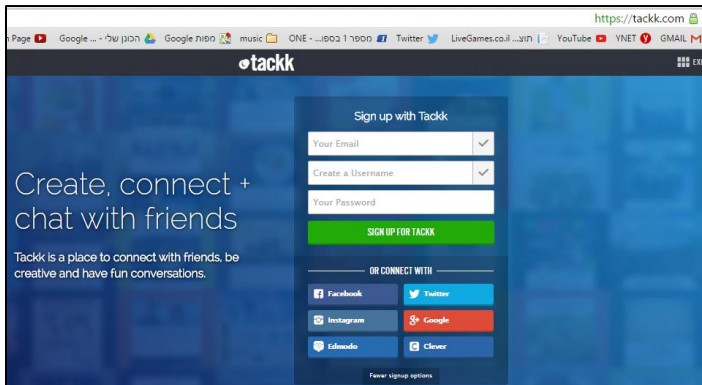 https://tackk.com
n Page Google ... - הכונן שלי Google מפות music ONE - ...מספר 1 בספו Twitter LiveGames.co.il ...תוצ YouTube YNET GMAIL
tackk EXI
Sign up with Tackk
Your Email
Create a Username
Your Password
SIGN UP FOR TACKK
Create, connect +
chat with friends
Tackk is a place to connect with friends, be
creative and have fun conversations.
OR CONNECT WITH
Facebook Twitter
Instagram Google
Edmodo Clever
Fewer signup options